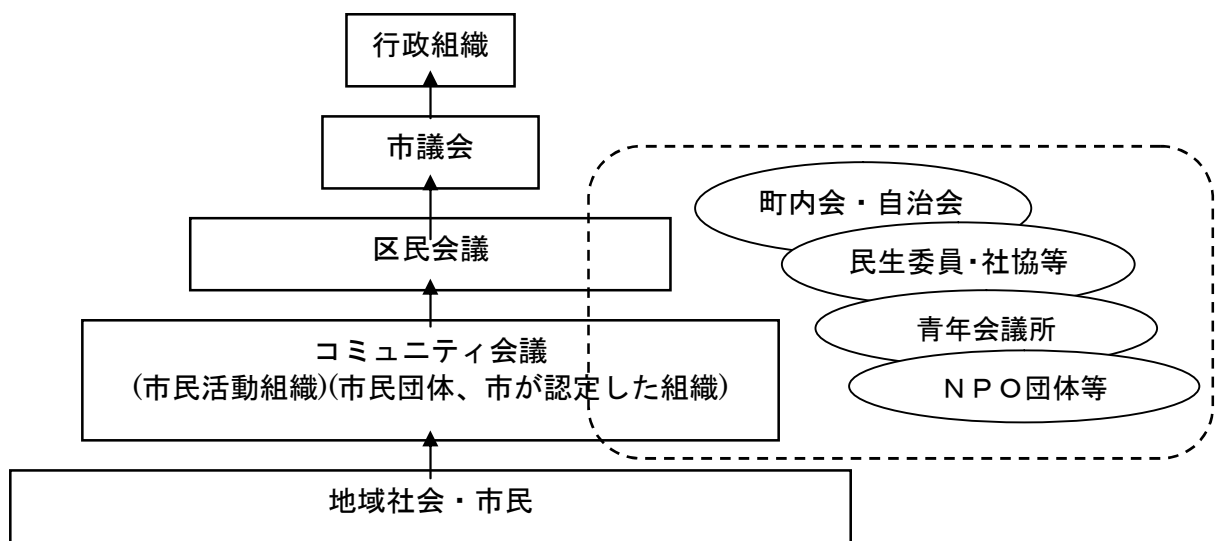 行政組織
市議会
区民会議
コミュニティ会議
(市民活動組織)(市民団体、市が認定した組織)
地域社会・市民
町内会・自治会
民生委員・社協等
青年会議所
ＮＰＯ団体等